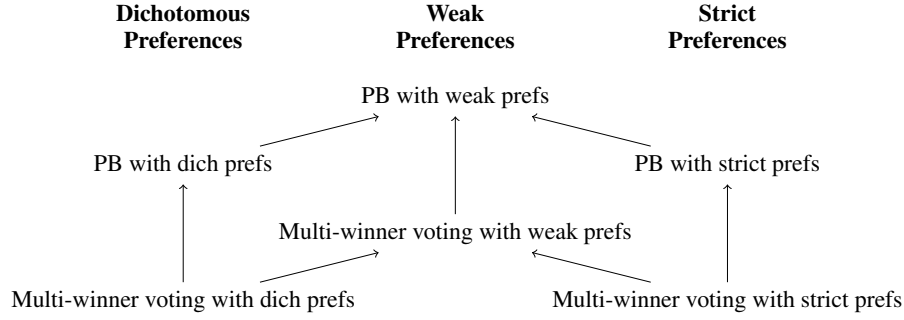 Dichotomous
Preferences
Weak
Preferences
Strict
Preferences
PB with weak prefs
PB with dich prefs
PB with strict prefs
Multi-winner voting with weak prefs
Multi-winner voting with dich prefs
Multi-winner voting with strict prefs